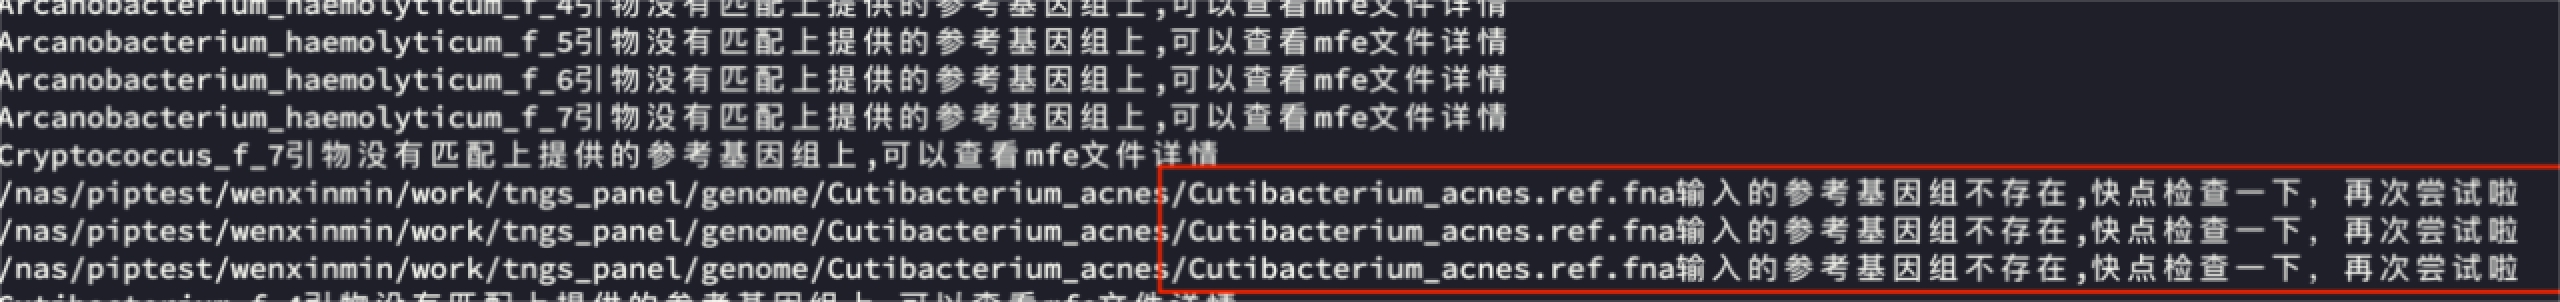 Arcanobacterium_haemolyticum_f_4引物没有匹配上提供的参考基因组上,可以查看mfe文件详情
Arcanobacterium_haemolyticum_f_5引物没有匹配上提供的参考基因组上,可以查看mfe文件详情
Arcanobacterium_haemolyticum_f_6引物没有匹配上提供的参考基因组上,可以查看mfe文件详情
Arcanobacterium_haemolyticum_f_7引物没有匹配上提供的参考基因组上,可以查看mfe文件详情
Cryptococcus_f_7引物没有匹配上提供的参考基因组上,可以查看mfe文件详情
/nas/piptest/wenxinmin/work/tngs_panel/genome/Cutibacterium_acnes/Cutibacterium_acnes.ref.fna输入的参考基因组不存在,快点检查一下, 再次尝试啦
/nas/piptest/wenxinmin/work/tngs_panel/genome/Cutibacterium_acnes/Cutibacterium_acnes.ref.fna输入的参考基因组不存在,快点检查一下, 再次尝试啦
/nas/piptest/wenxinmin/work/tngs_panel/genome/Cutibacterium_acnes/Cutibacterium_acnes.ref.fna输入的参考基因组不存在,快点检查一下, 再次尝试啦